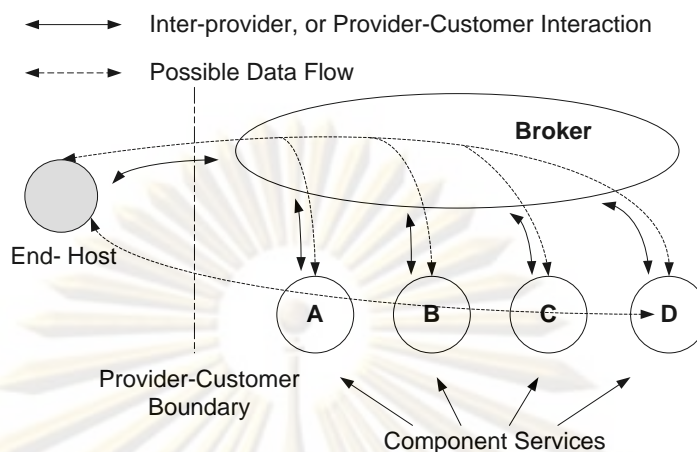 Inter-provider, or Provider-Customer Interaction
Possible Data Flow
Broker
End- Host
A
B
C
D
Provider-Customer
Boundary
Component Services